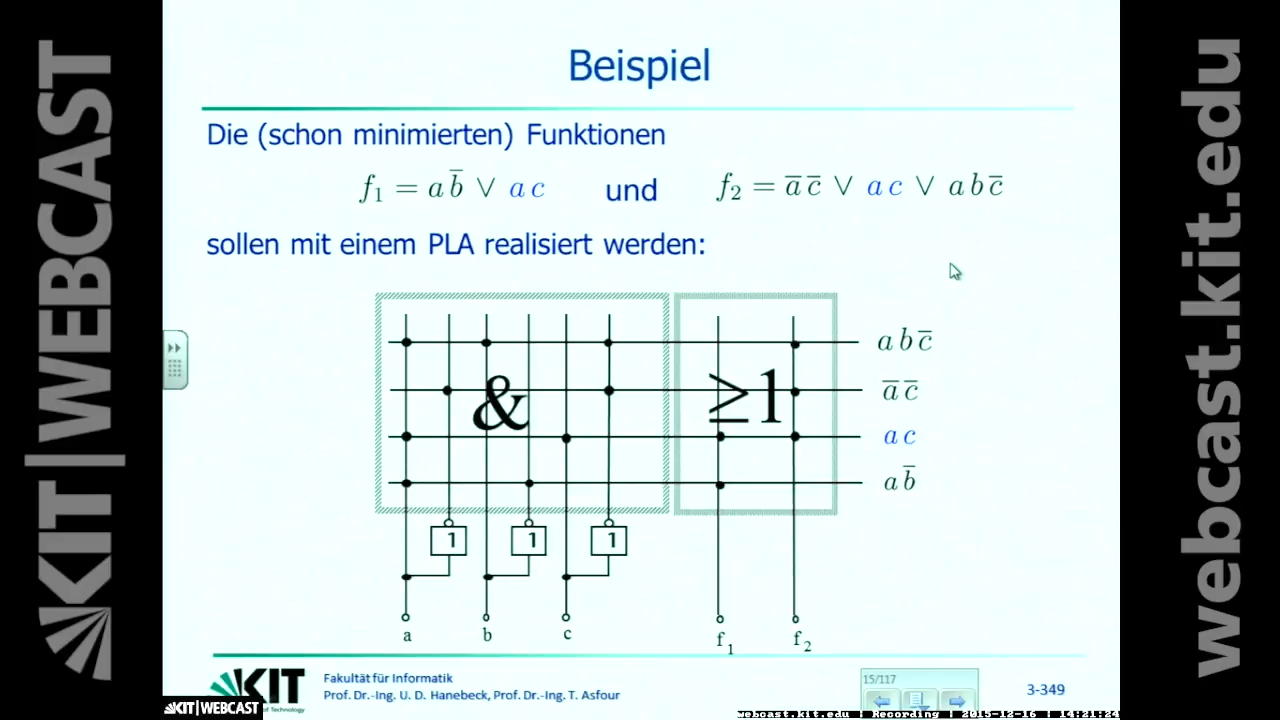 KIT|WEBCAST
Beispiel
Die (schon minimierten) Funktionen
f₁ = a b̅ ∨ a c und f₂ = a̅ c̅ ∨ a c ∨ a b c̅
sollen mit einem PLA realisiert werden:
a b c̅
& ≥1 a̅ c̅
a c
a b̅
1 1 1
a b c f₁ f₂
KIT
of Technology
Fakultät für Informatik
Prof. Dr.-Ing. U. D. Hanebeck, Prof. Dr.-Ing. T. Asfour
15/117
3-349
KIT|WEBCAST
webcast.kit.edu | Recording | 2015-12-16 | 14:21:24
webcast.kit.edu